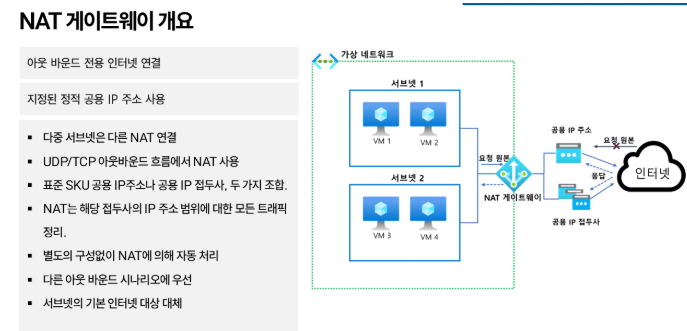 NAT 게이트웨이 개요
아웃 바운드 전용 인터넷 연결
지정된 정적 공용 IP 주소 사용
▪ 다중 서브넷은 다른 NAT 연결
▪ UDP/TCP 아웃바운드 흐름에서 NAT 사용
▪ 표준 SKU 공용 IP주소나 공용 IP 접두사, 두 가지 조합.
▪ NAT는 해당 접두사의 IP 주소 범위에 대한 모든 트래픽
정리.
▪ 별도의 구성없이 NAT에 의해 자동 처리
▪ 다른 아웃 바운드 시나리오에 우선
▪ 서브넷의 기본 인터넷 대상 대체
가상 네트워크
서브넷 1
VM 1
VM 2
서브넷 2
VM 3
VM 4
요청 원본
NAT 게이트웨이
공용 IP 주소
공용 IP 접두사
요청 원본
응답
인터넷